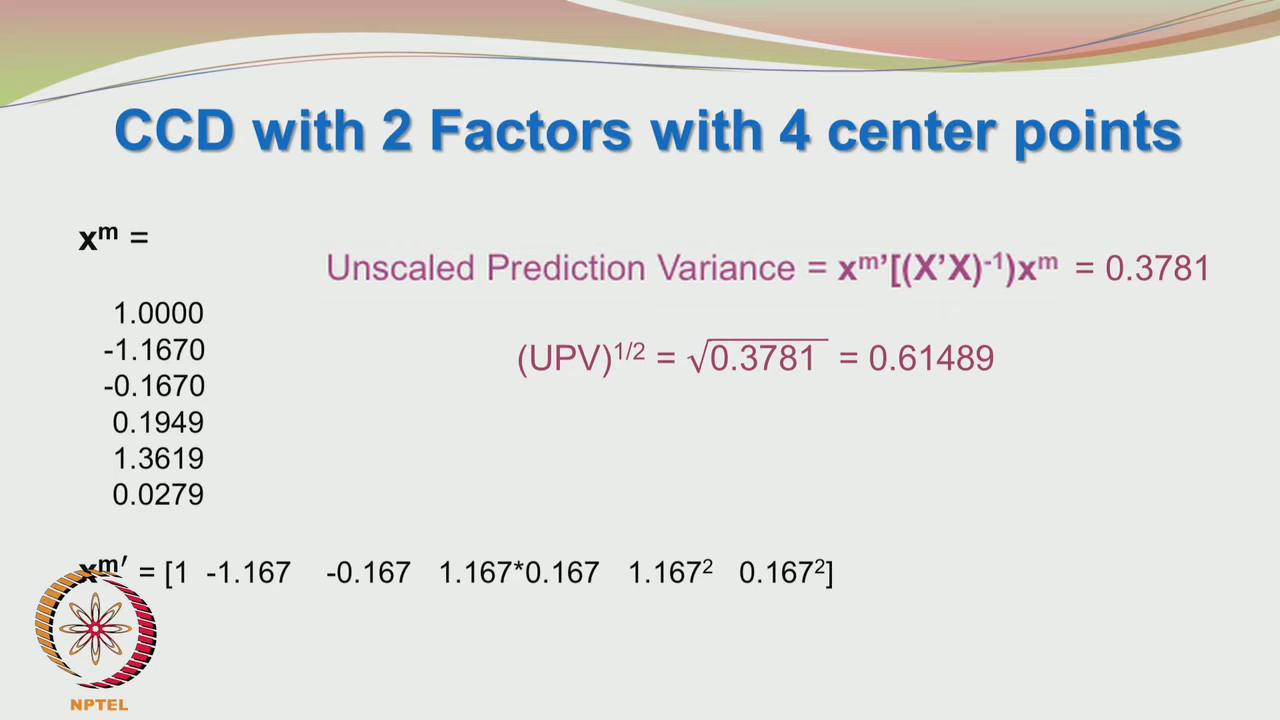 CCD with 2 Factors with 4 center points
xᵐ =
Unscaled Prediction Variance = xᵐ’[(X’X)⁻¹)xᵐ = 0.3781
1.0000
(UPV)¹ᐟ² = √0.3781 = 0.61489
-1.1670
-0.1670
0.1949
1.3619
0.0279
xᵐ′ = [1 -1.167 -0.167 1.167*0.167 1.167² 0.167²]
NPTEL